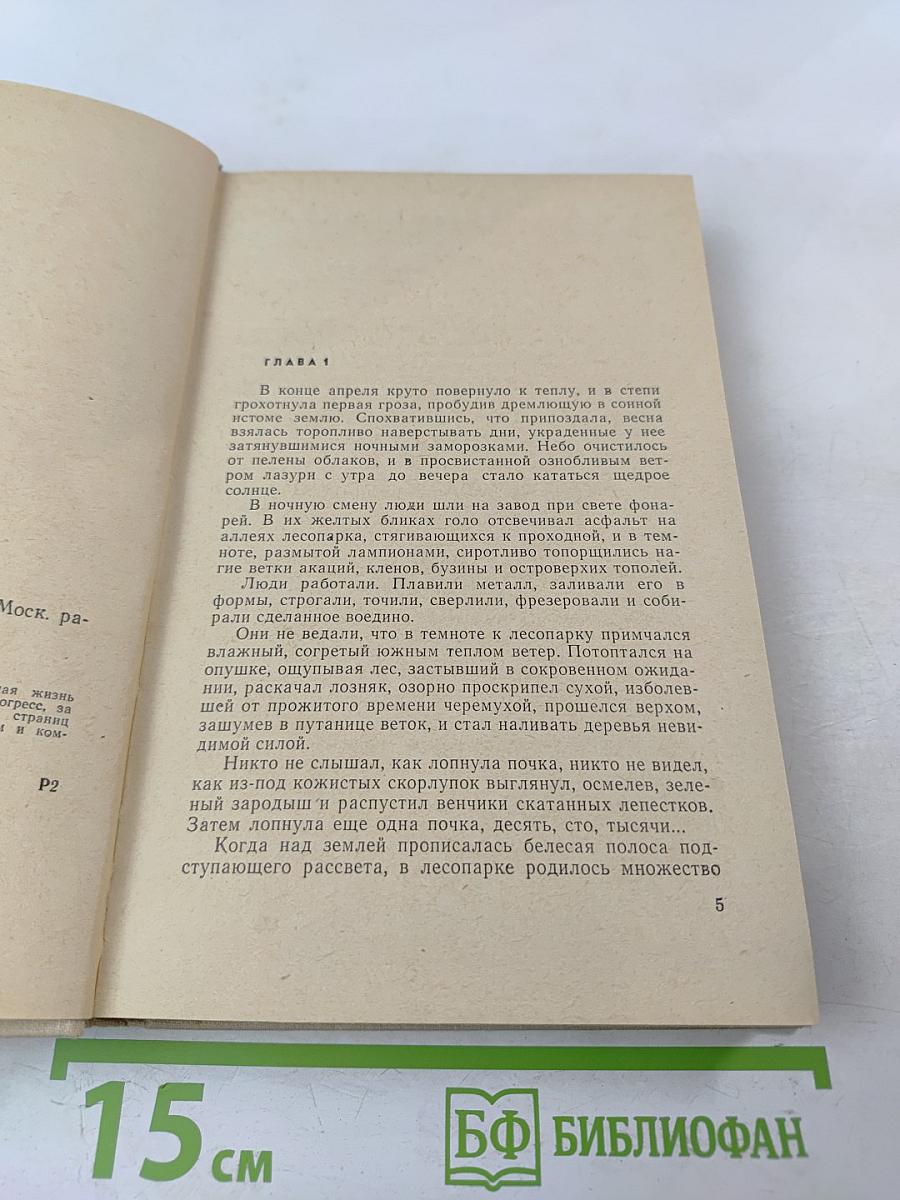 Моск. ра-
ая жизнь
огресс, за
страниц
и и ком-
Р2
ГЛАВА 1
В конце апреля круто повернуло к теплу, и в степи
грохотнула первая гроза, пробудив дремлющую в сонной
истоме землю. Спохватившись, что припоздала, весна
взялась торопливо наверстывать дни, украденные у нее
затянувшимися ночными заморозками. Небо очистилось
от пелены облаков, и в просвистанной ознобливым вет-
ром лазури с утра до вечера стало кататься щедрое
солнце.
В ночную смену люди шли на завод при свете фона-
рей. В их желтых бликах голо отсвечивал асфальт на
аллеях лесопарка, стягивающихся к проходной, и в тем-
ноте, размытой лампионами, сиротливо топорщились на-
гие ветки акаций, кленов, бузины и островерхих тополей.
Люди работали. Плавили металл, заливали его в
формы, строгали, точили, сверлили, фрезеровали и соби-
рали сделанное воедино.
Они не ведали, что в темноте к лесопарку примчался
влажный, согретый южным теплом ветер. Потоптался на
опушке, ощупывая лес, застывший в сокровенном ожида-
нии, раскачал лозняк, озорно проскрипел сухой, изболев-
шей от прожитого времени черемухой, прошелся верхом,
зашумев в путанице веток, и стал наливать деревья неви-
димой силой.
Никто не слышал, как лопнула почка, никто не видел,
как из-под кожистых скорлупок выглянул, осмелев, зеле-
ный зародыш и распустил венчики скатанных лепестков.
Затем лопнула еще одна почка, десять, сто, тысячи...
Когда над землей прописалась белесая полоса под-
ступающего рассвета, в лесопарке родилось множество
5
15 см
БФ БИБЛИОФАН